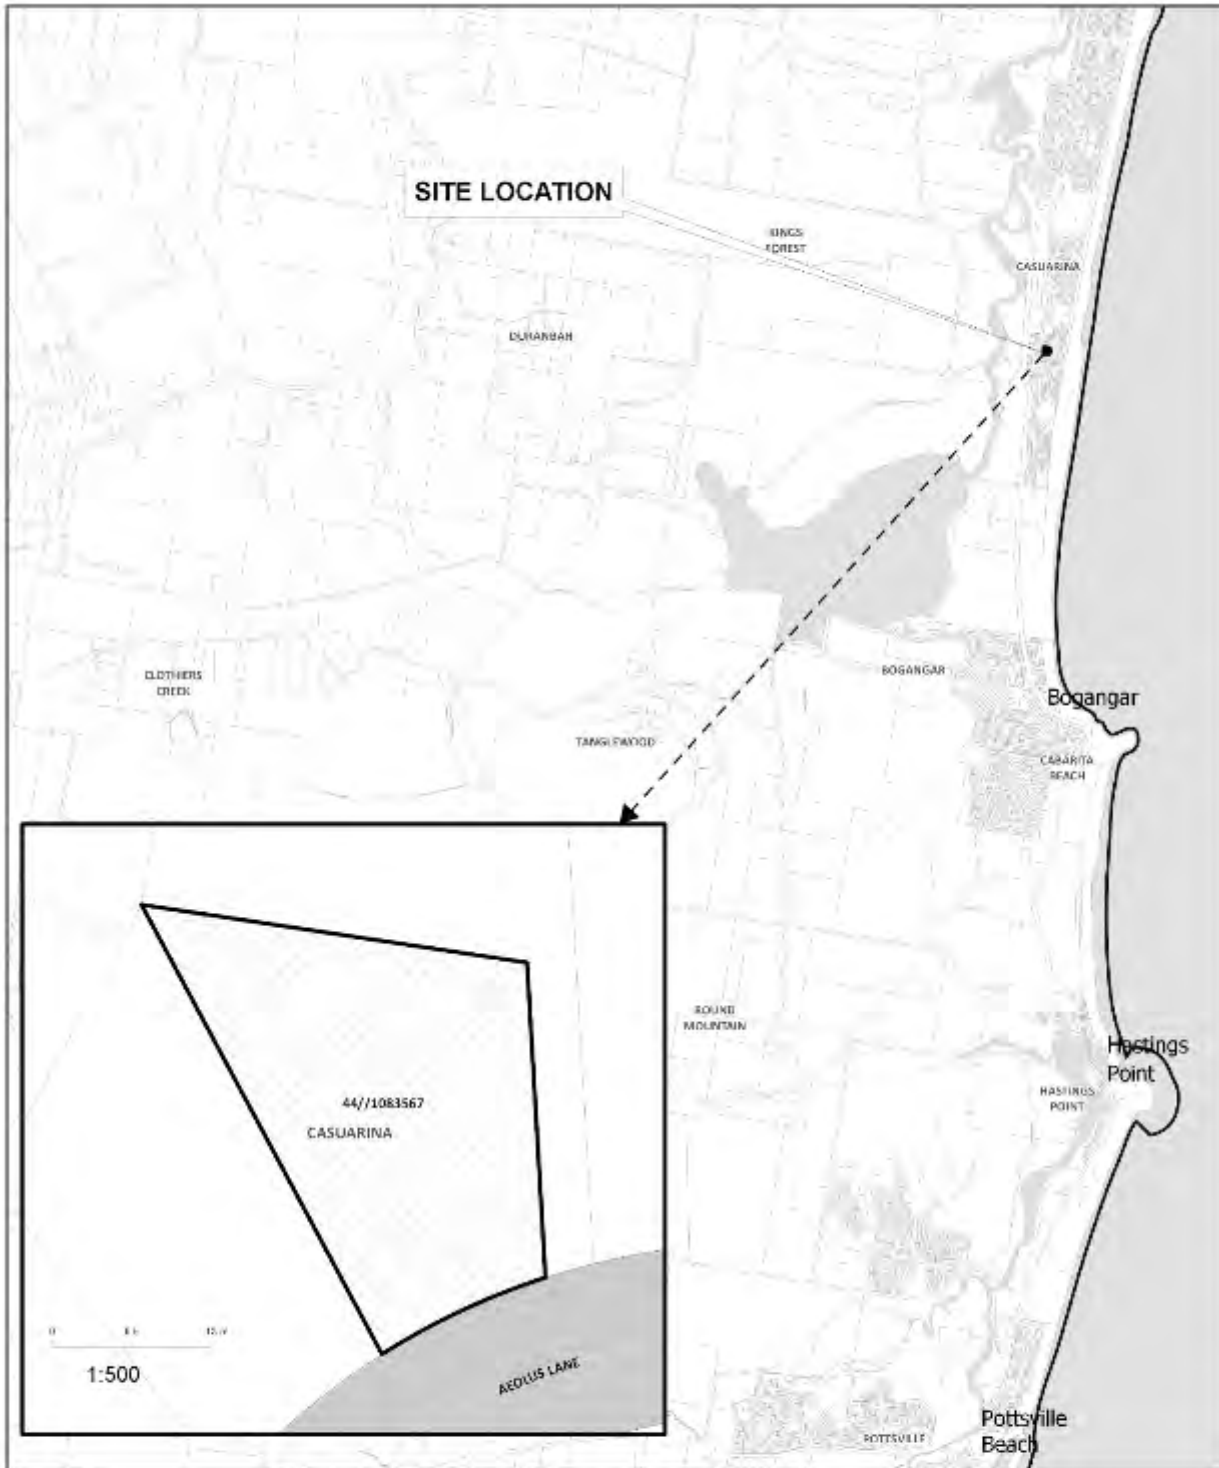 SITE LOCATION
KINGS
FOREST
CASUARINA
DURANBAH
CLOTHIERS
CREEK
BOGANGAR
Bogangar
TANGLEWOOD
CABARITA
BEACH
ROUND
MOUNTAIN
Hastings
Point
HASTINGS
POINT
44//1083567
CASUARINA
0
1:500
AEOLUS LANE
Pottsville
Beach
POTTSVILLE